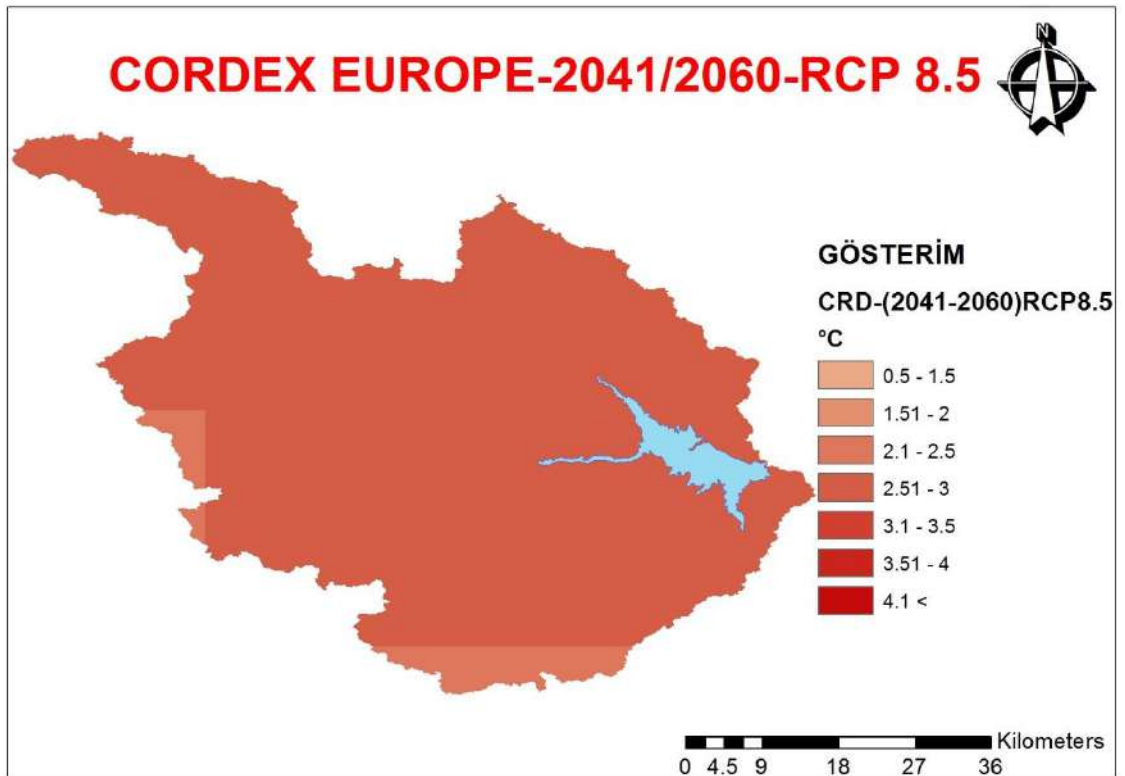 CORDEX EUROPE-2041/2060-RCP 8.5
N
GÖSTERİM
CRD-(2041-2060)RCP8.5
°C
0.5 - 1.5
1.51 - 2
2.1 - 2.5
2.51 - 3
3.1 - 3.5
3.51 - 4
4.1 <
Kilometers
0 4.5 9 18 27 36